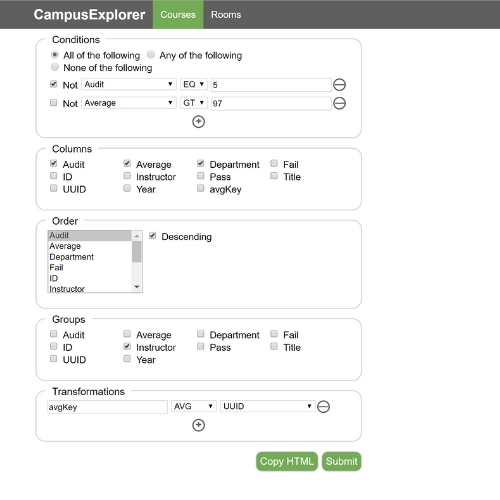 CampusExplorer Courses Rooms
Conditions
All of the following Any of the following
None of the following
Not Audit EQ 5
Not Average GT 97
Columns
Audit Average Department Fail
ID Instructor Pass Title
UUID Year avgKey
Order
Audit Descending
Average
Department
Fail
ID
Instructor
Groups
Audit Average Department Fail
ID Instructor Pass Title
UUID Year
Transformations
avgKey AVG UUID
Copy HTML Submit